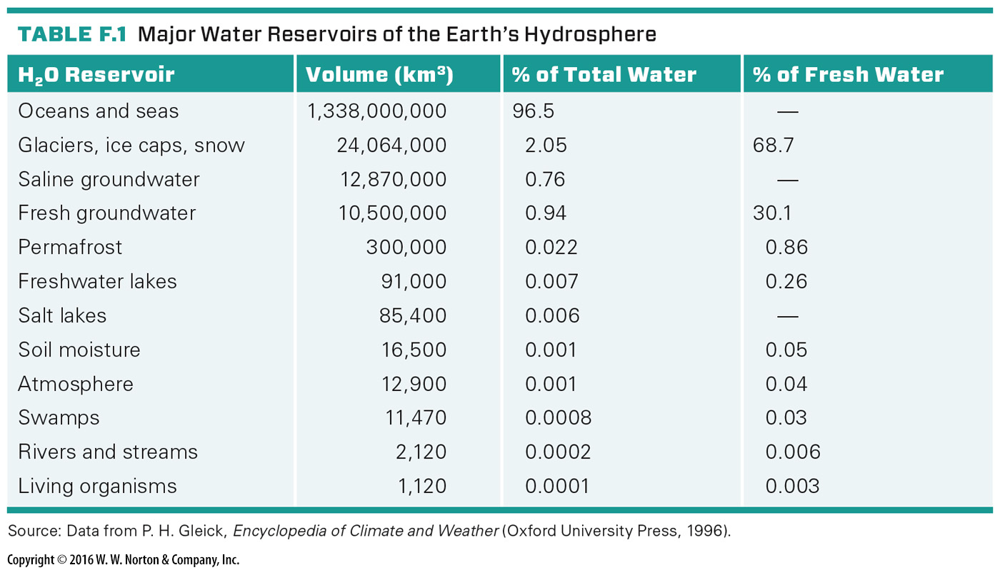 TABLE F.1 Major Water Reservoirs of the Earth's Hydrosphere
H₂O Reservoir Volume (km³) % of Total Water % of Fresh Water
Oceans and seas 1,338,000,000 96.5 —
Glaciers, ice caps, snow 24,064,000 2.05 68.7
Saline groundwater 12,870,000 0.76 —
Fresh groundwater 10,500,000 0.94 30.1
Permafrost 300,000 0.022 0.86
Freshwater lakes 91,000 0.007 0.26
Salt lakes 85,400 0.006 —
Soil moisture 16,500 0.001 0.05
Atmosphere 12,900 0.001 0.04
Swamps 11,470 0.0008 0.03
Rivers and streams 2,120 0.0002 0.006
Living organisms 1,120 0.0001 0.003
Source: Data from P. H. Gleick, Encyclopedia of Climate and Weather (Oxford University Press, 1996).
Copyright © 2016 W. W. Norton & Company, Inc.